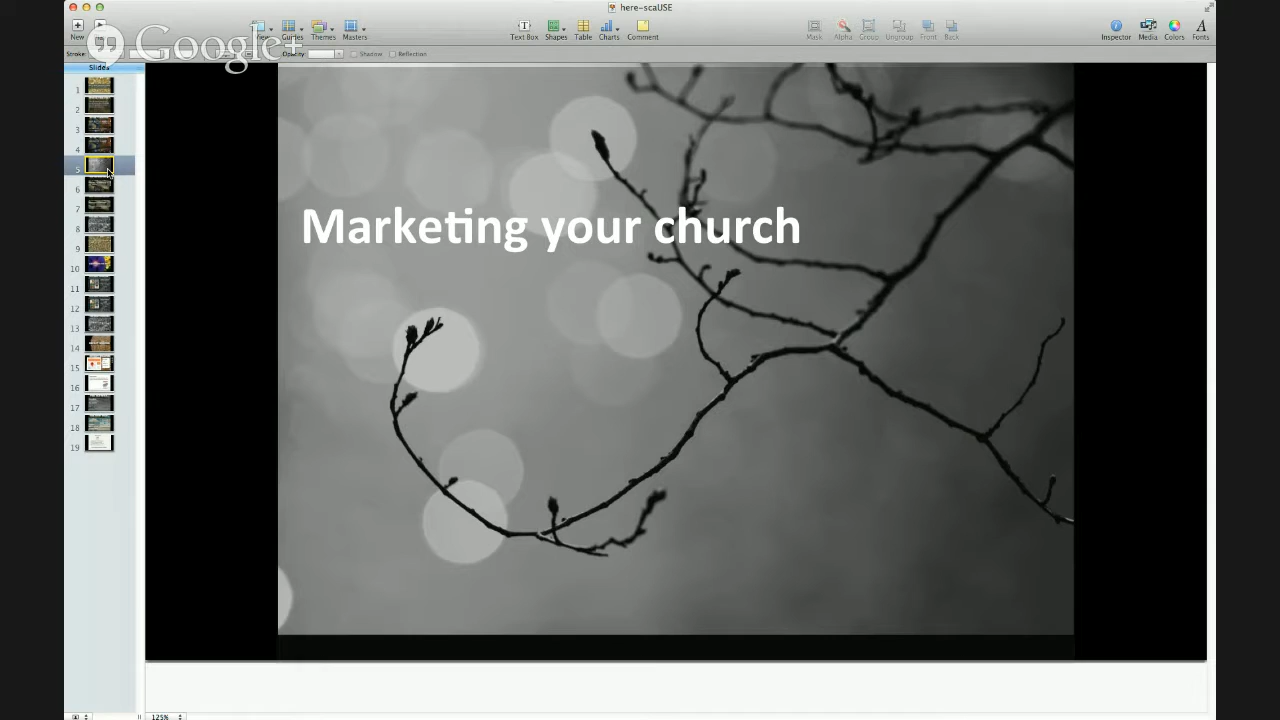 here-scaUSE
New
View
Guides
Themes
Masters
Text Box
Shapes
Table
Charts
Comment
Mask
Alpha
Group
Ungroup
Front
Back
Inspector
Media
Colors
Fonts
Google+
Stroke:
Opacity
Shadow
Reflection
Slides
1
2
3
4
5
6
7
8
9
10
11
12
13
14
15
16
17
18
19
Marketing your church
125%